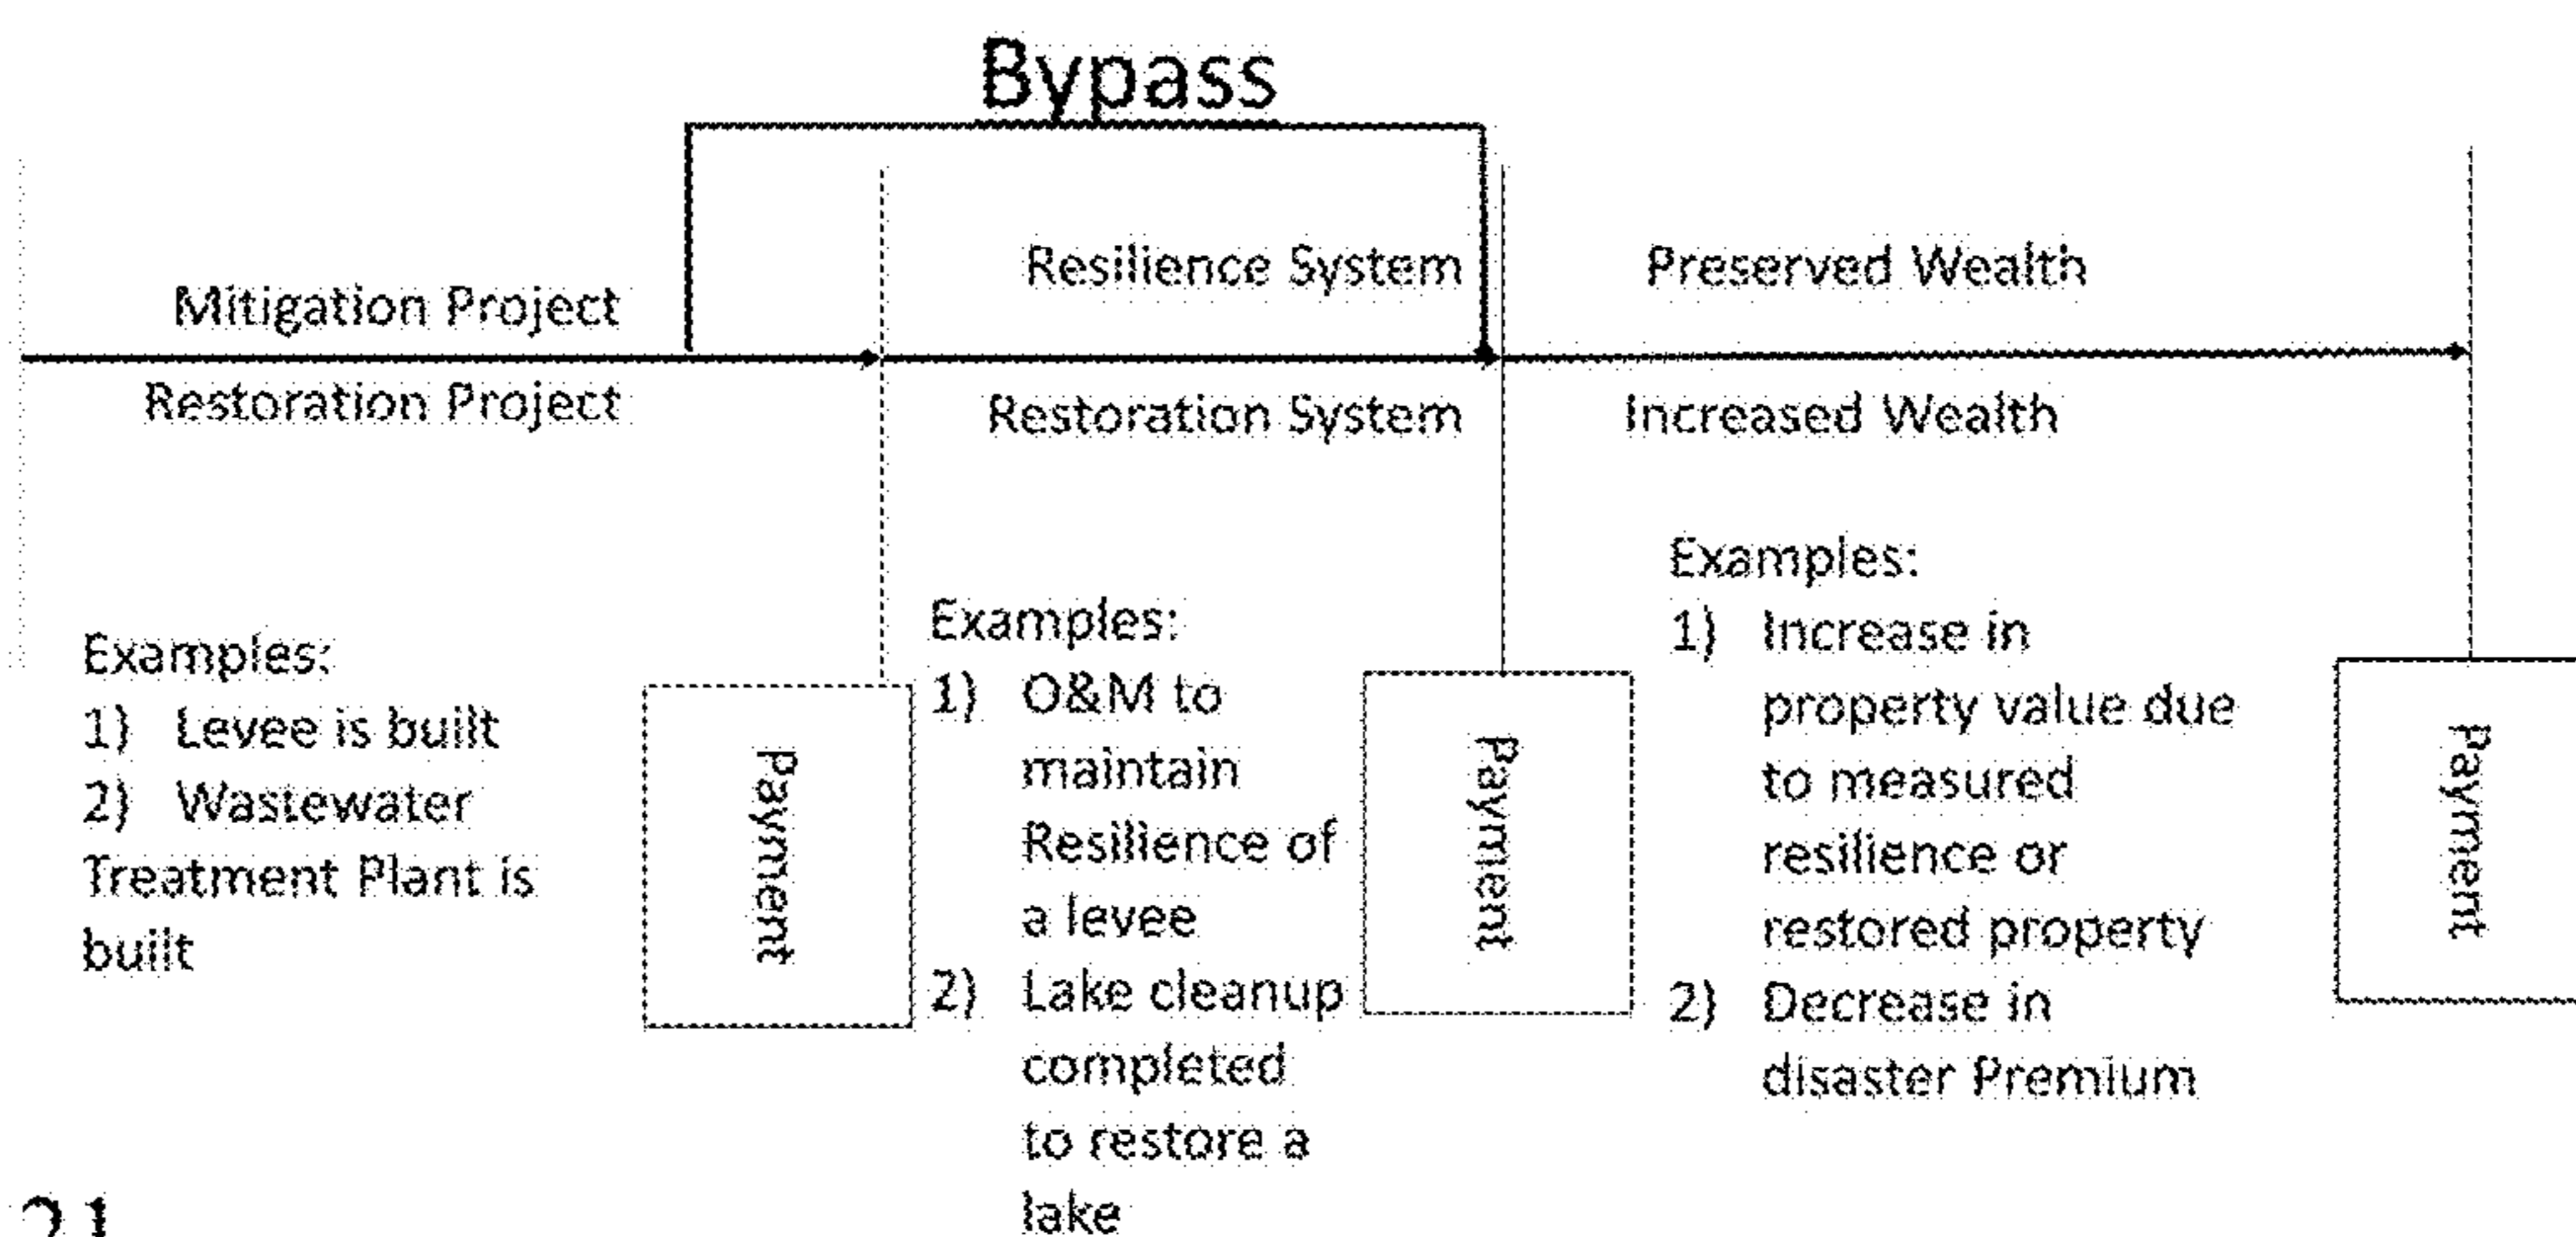 Bypass
Mitigation Project
Resilience System
Preserved Wealth
Restoration Project
Restoration System
Increased Wealth
Examples:
1) Levee is built
2) Wastewater
Treatment Plant is
built
Payment
Examples:
1) O&M to
maintain
Resilience of
a levee
2) Lake cleanup
completed
to restore a
lake
Payment
Examples:
1) Increase in
property value due
to measured
resilience or
restored property
2) Decrease in
disaster Premium
Payment